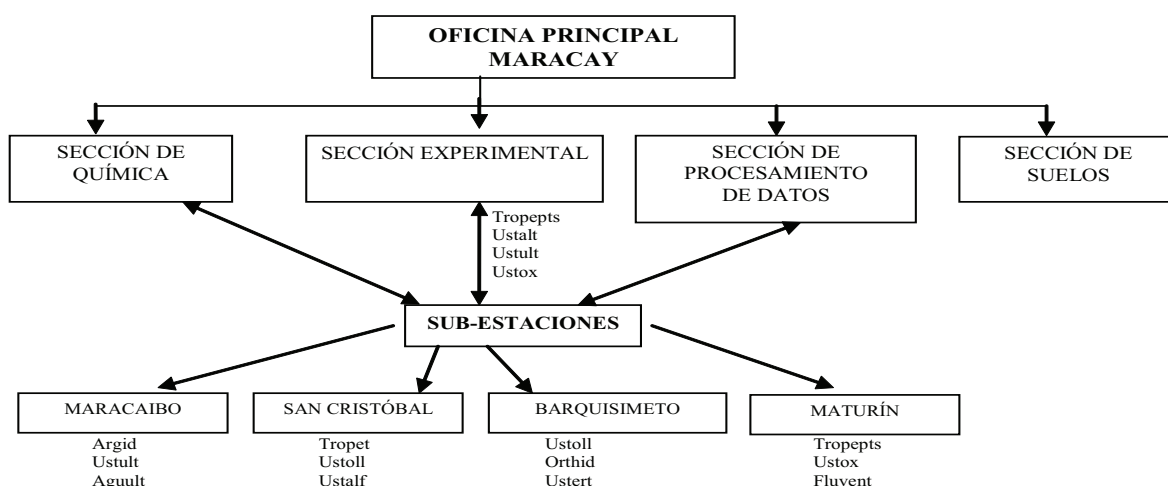 OFICINA PRINCIPAL
MARACAY
SECCIÓN DE
QUÍMICA
SECCIÓN EXPERIMENTAL
SECCIÓN DE
PROCESAMIENTO
DE DATOS
SECCIÓN DE
SUELOS
Tropepts
Ustalt
Ustult
Ustox
SUB-ESTACIONES
MARACAIBO
Argid
Ustult
Aguult
SAN CRISTÓBAL
Tropet
Ustoll
Ustalf
BARQUISIMETO
Ustoll
Orthid
Ustert
MATURÍN
Tropepts
Ustox
Fluvent